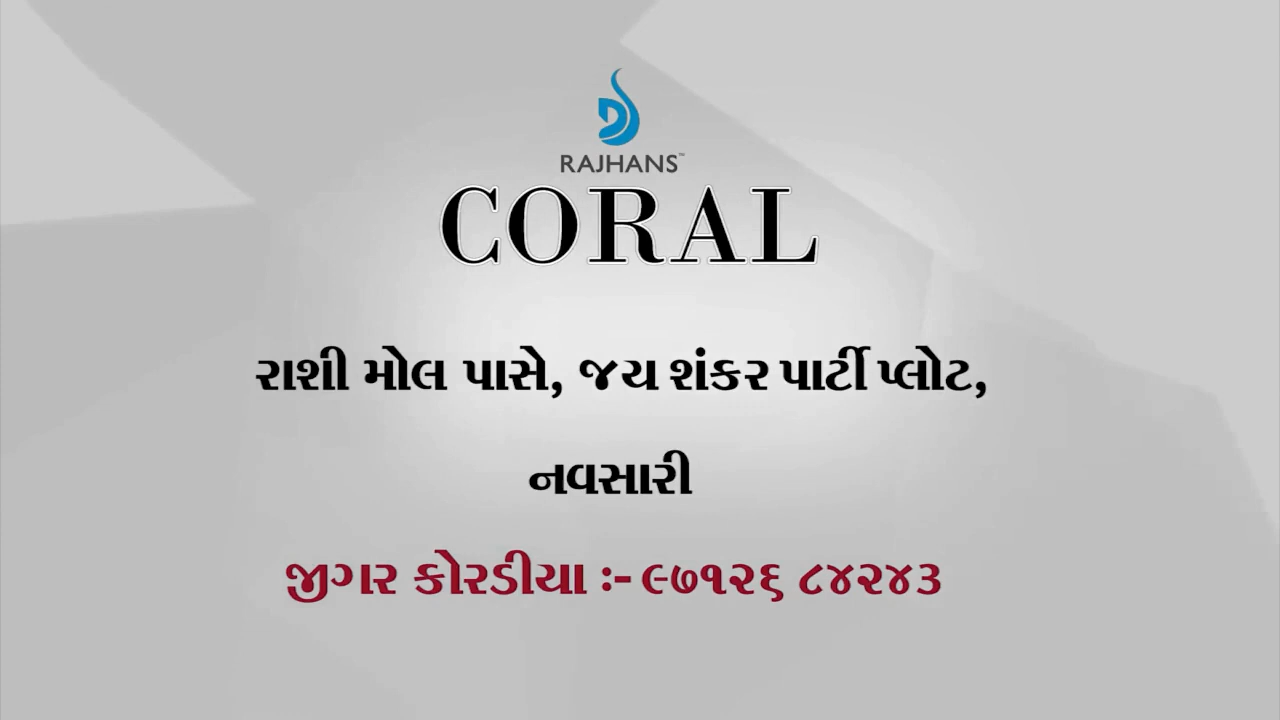 RAJHANS™
CORAL
રાશી મોલ પાસે, જય શંકર પાર્ટી પ્લોટ,
નવસારી
જીગર કોરડીયા :- ૯૭૧૨૬ ૮૪૨૪૩